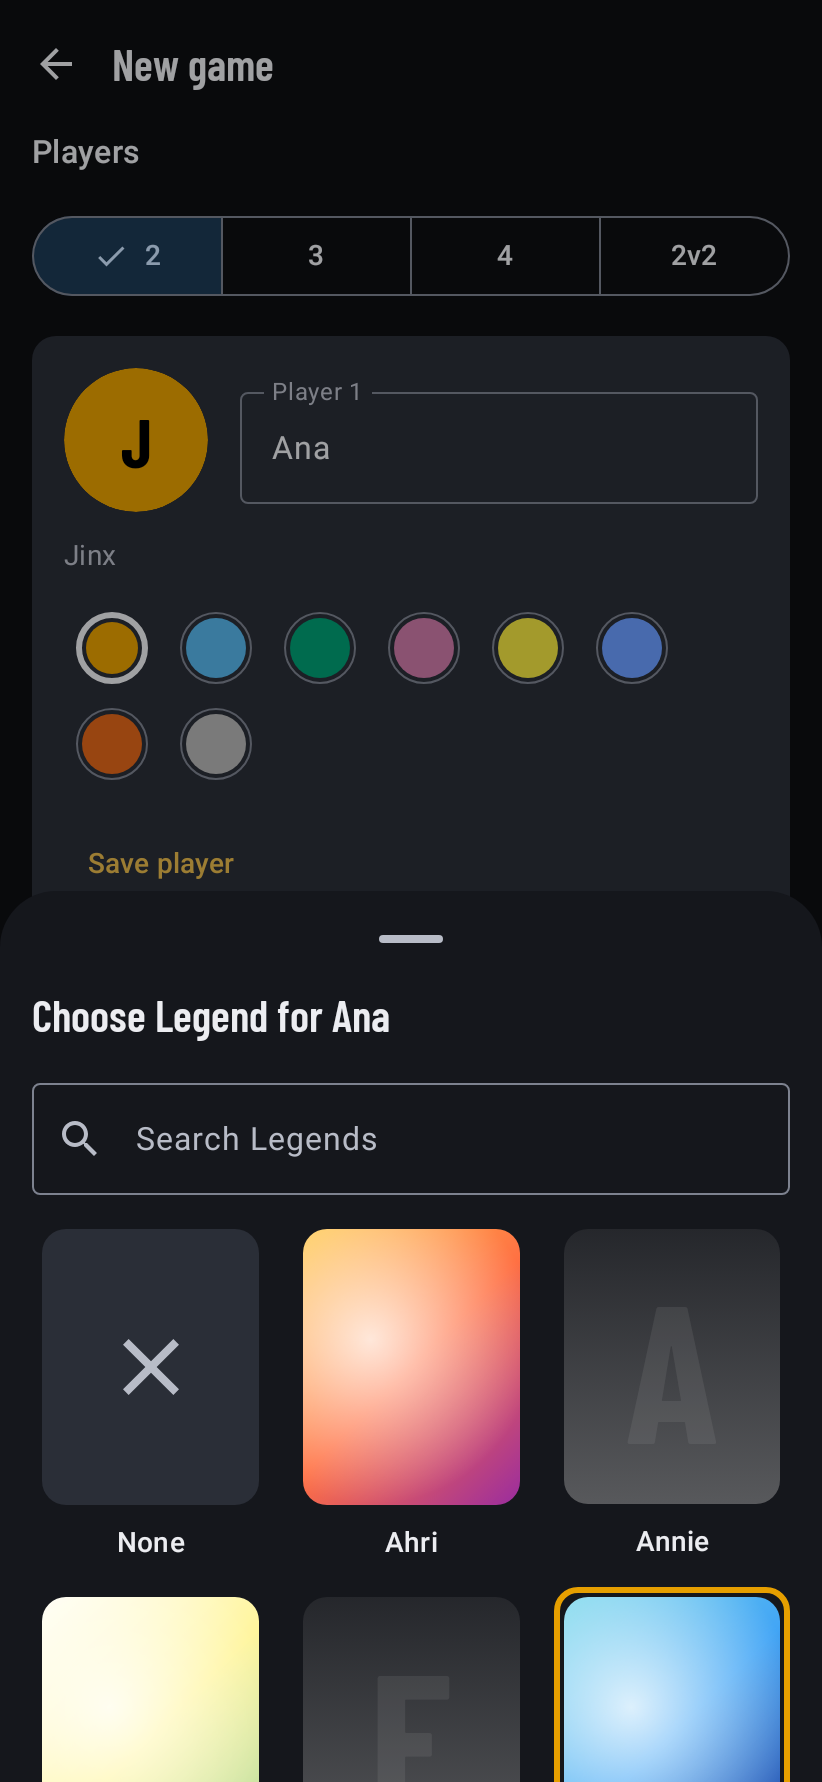 New game
Players
2 3 4 2v2
J
Player 1
Ana
Jinx
Save player
Choose Legend for Ana
Search Legends
A
None Ahri Annie